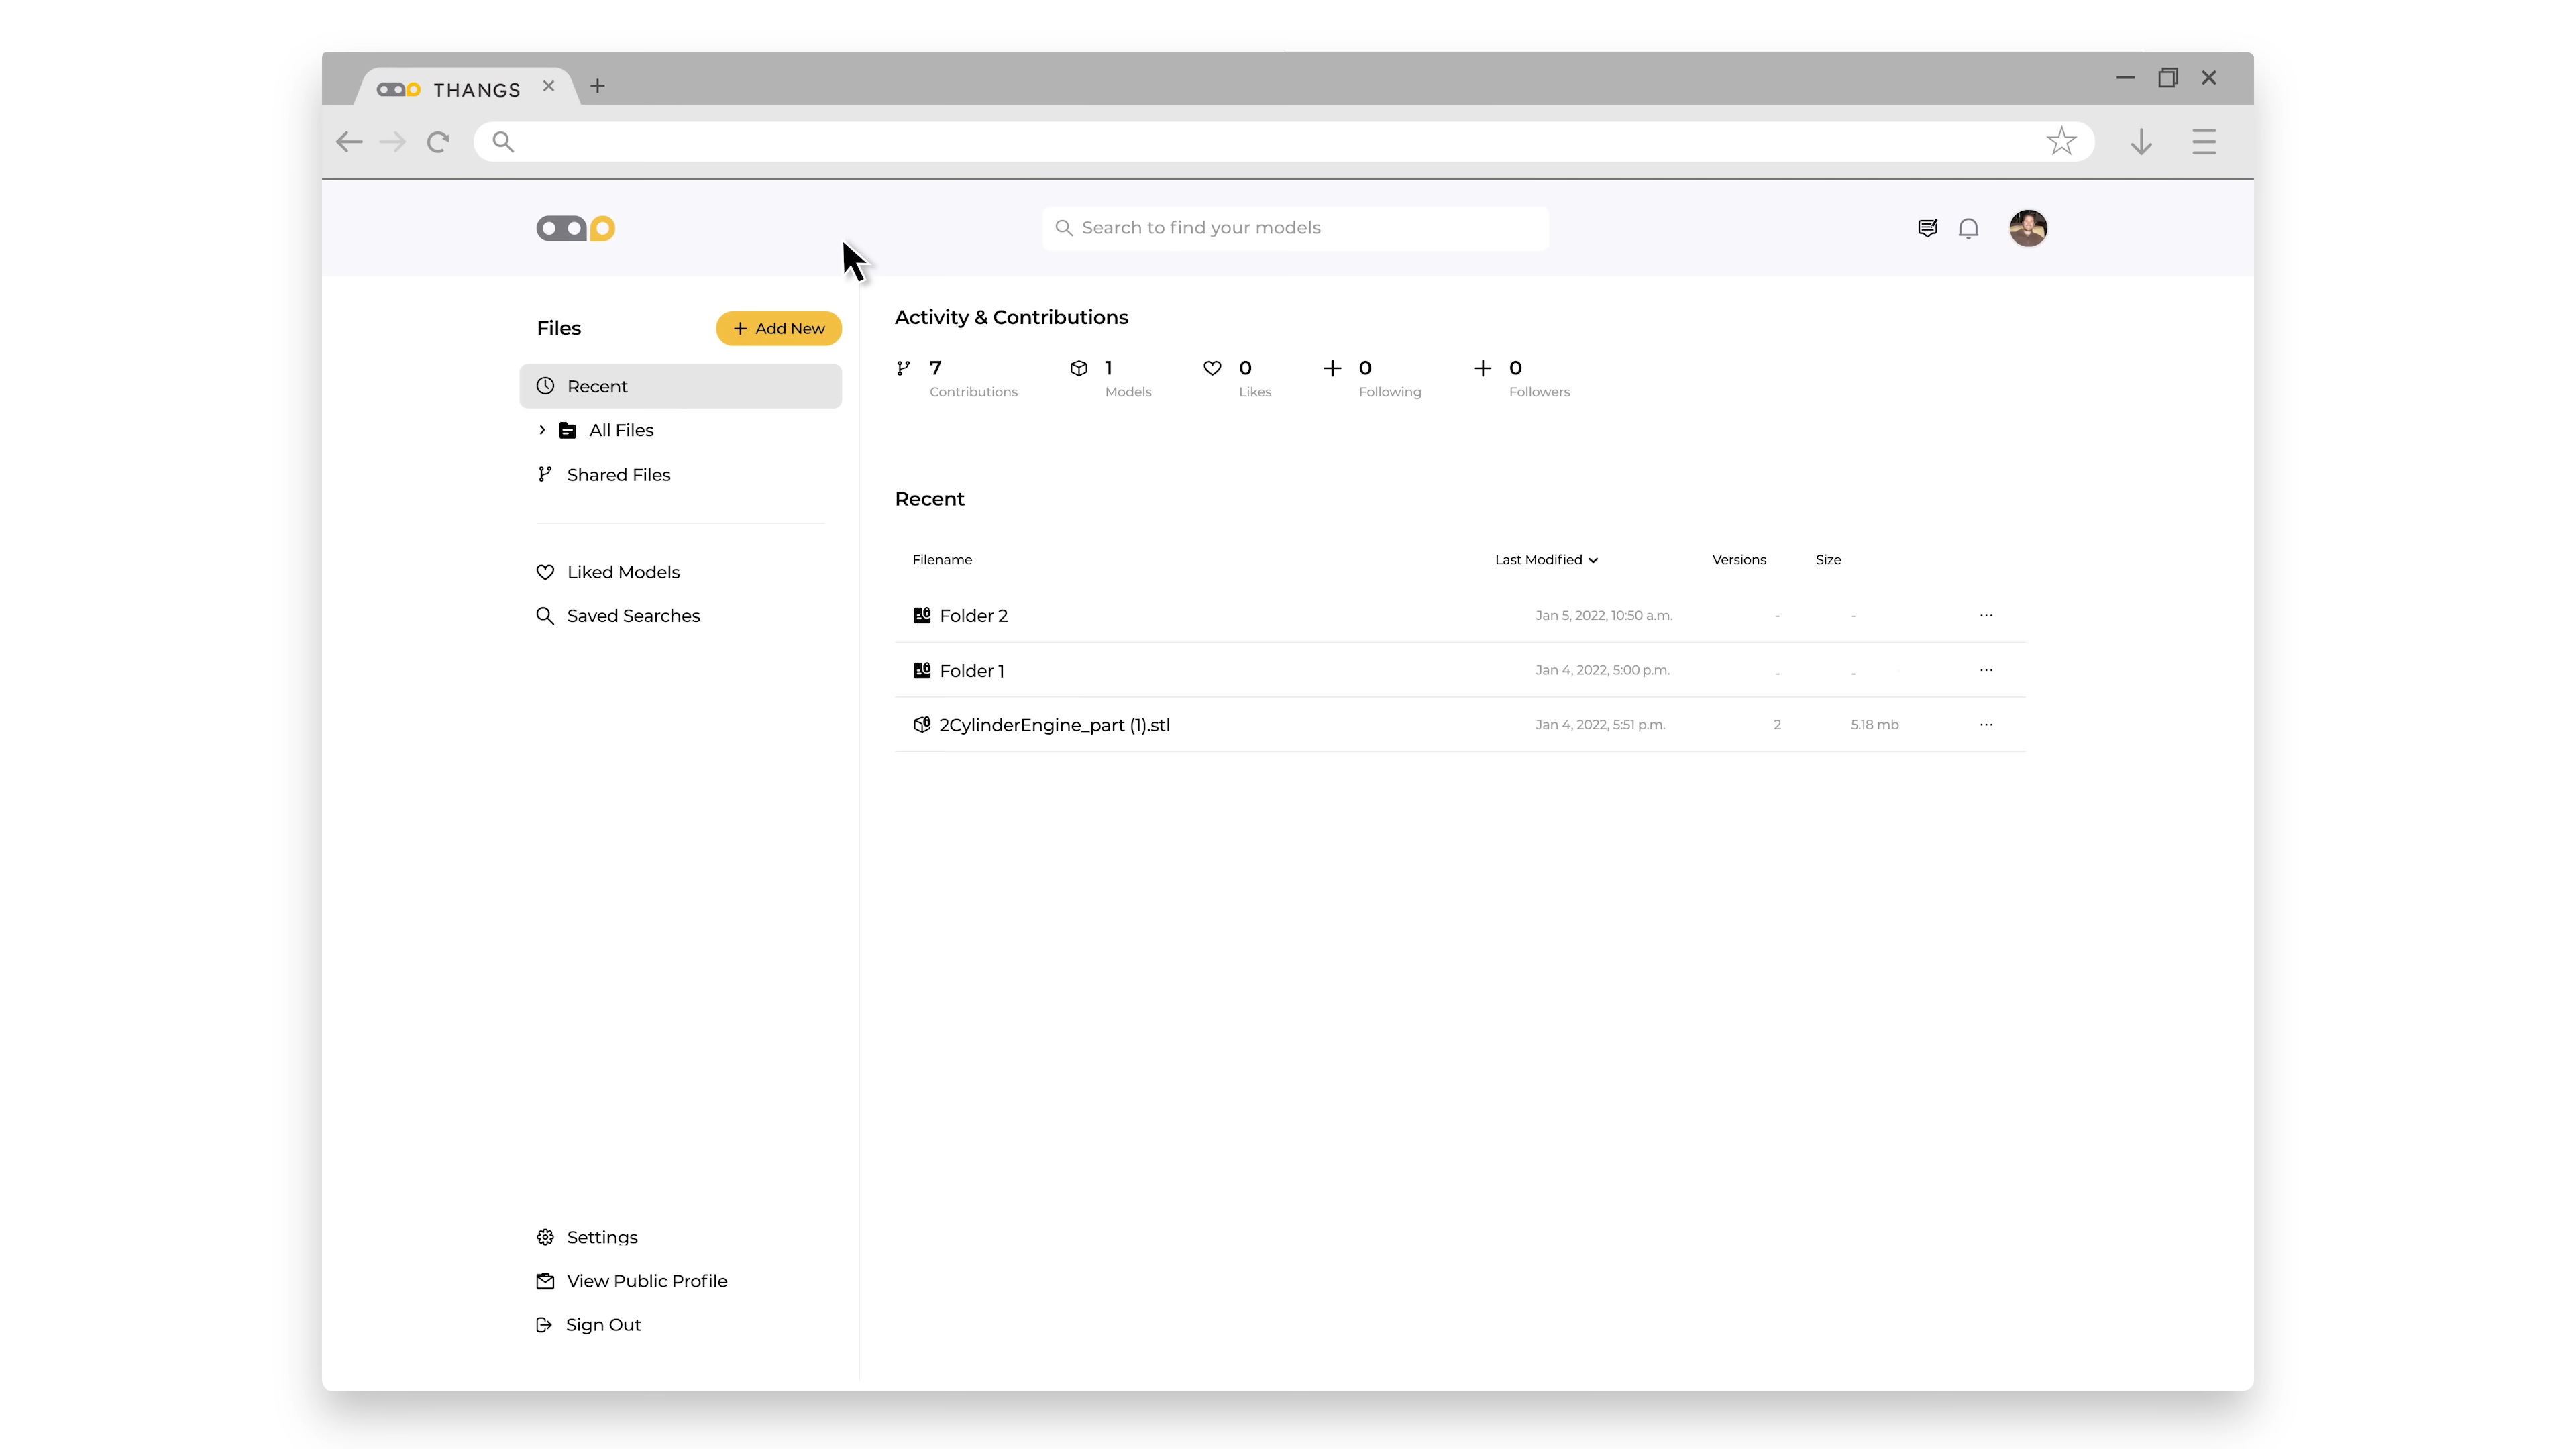 THANGS
Search to find your models
Files
+ Add New
Recent
All Files
Shared Files
Liked Models
Saved Searches
Settings
View Public Profile
Sign Out
Activity & Contributions
7 1 0 0 0
Contributions Models Likes Following Followers
Recent
Filename Last Modified Versions Size
Folder 2 Jan 5, 2022, 10:50 a.m. - - ...
Folder 1 Jan 4, 2022, 5:00 p.m. - - ...
2CylinderEngine_part (1).stl Jan 4, 2022, 5:51 p.m. 2 5.18 mb ...